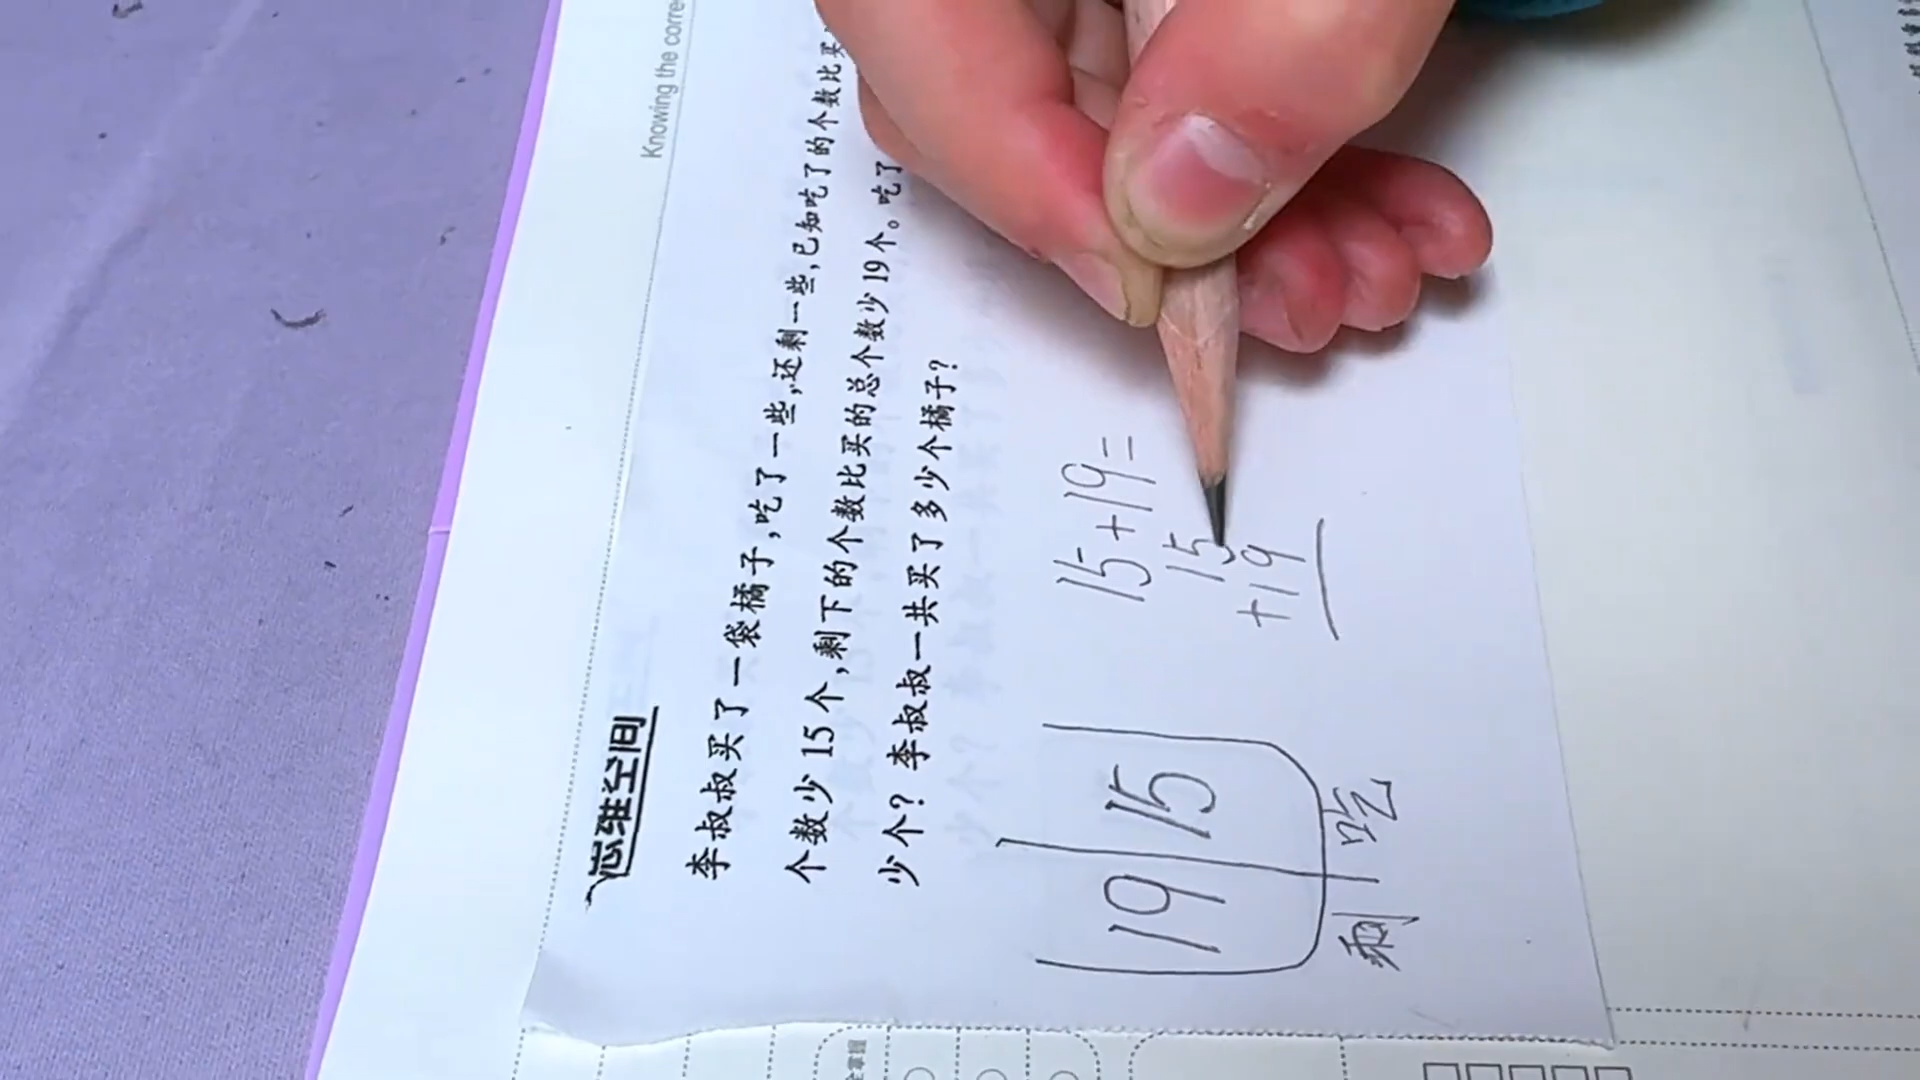 Knowing the corre
思维空间
李叔叔买了一袋橘子,吃了一些,还剩一些,已知吃了的个数比买
个数少15个,剩下的个数比买的总个数少19个。吃了
少个?李叔叔一共买了多少个橘子?
15+19=
15
+19
19 15
剩 吃